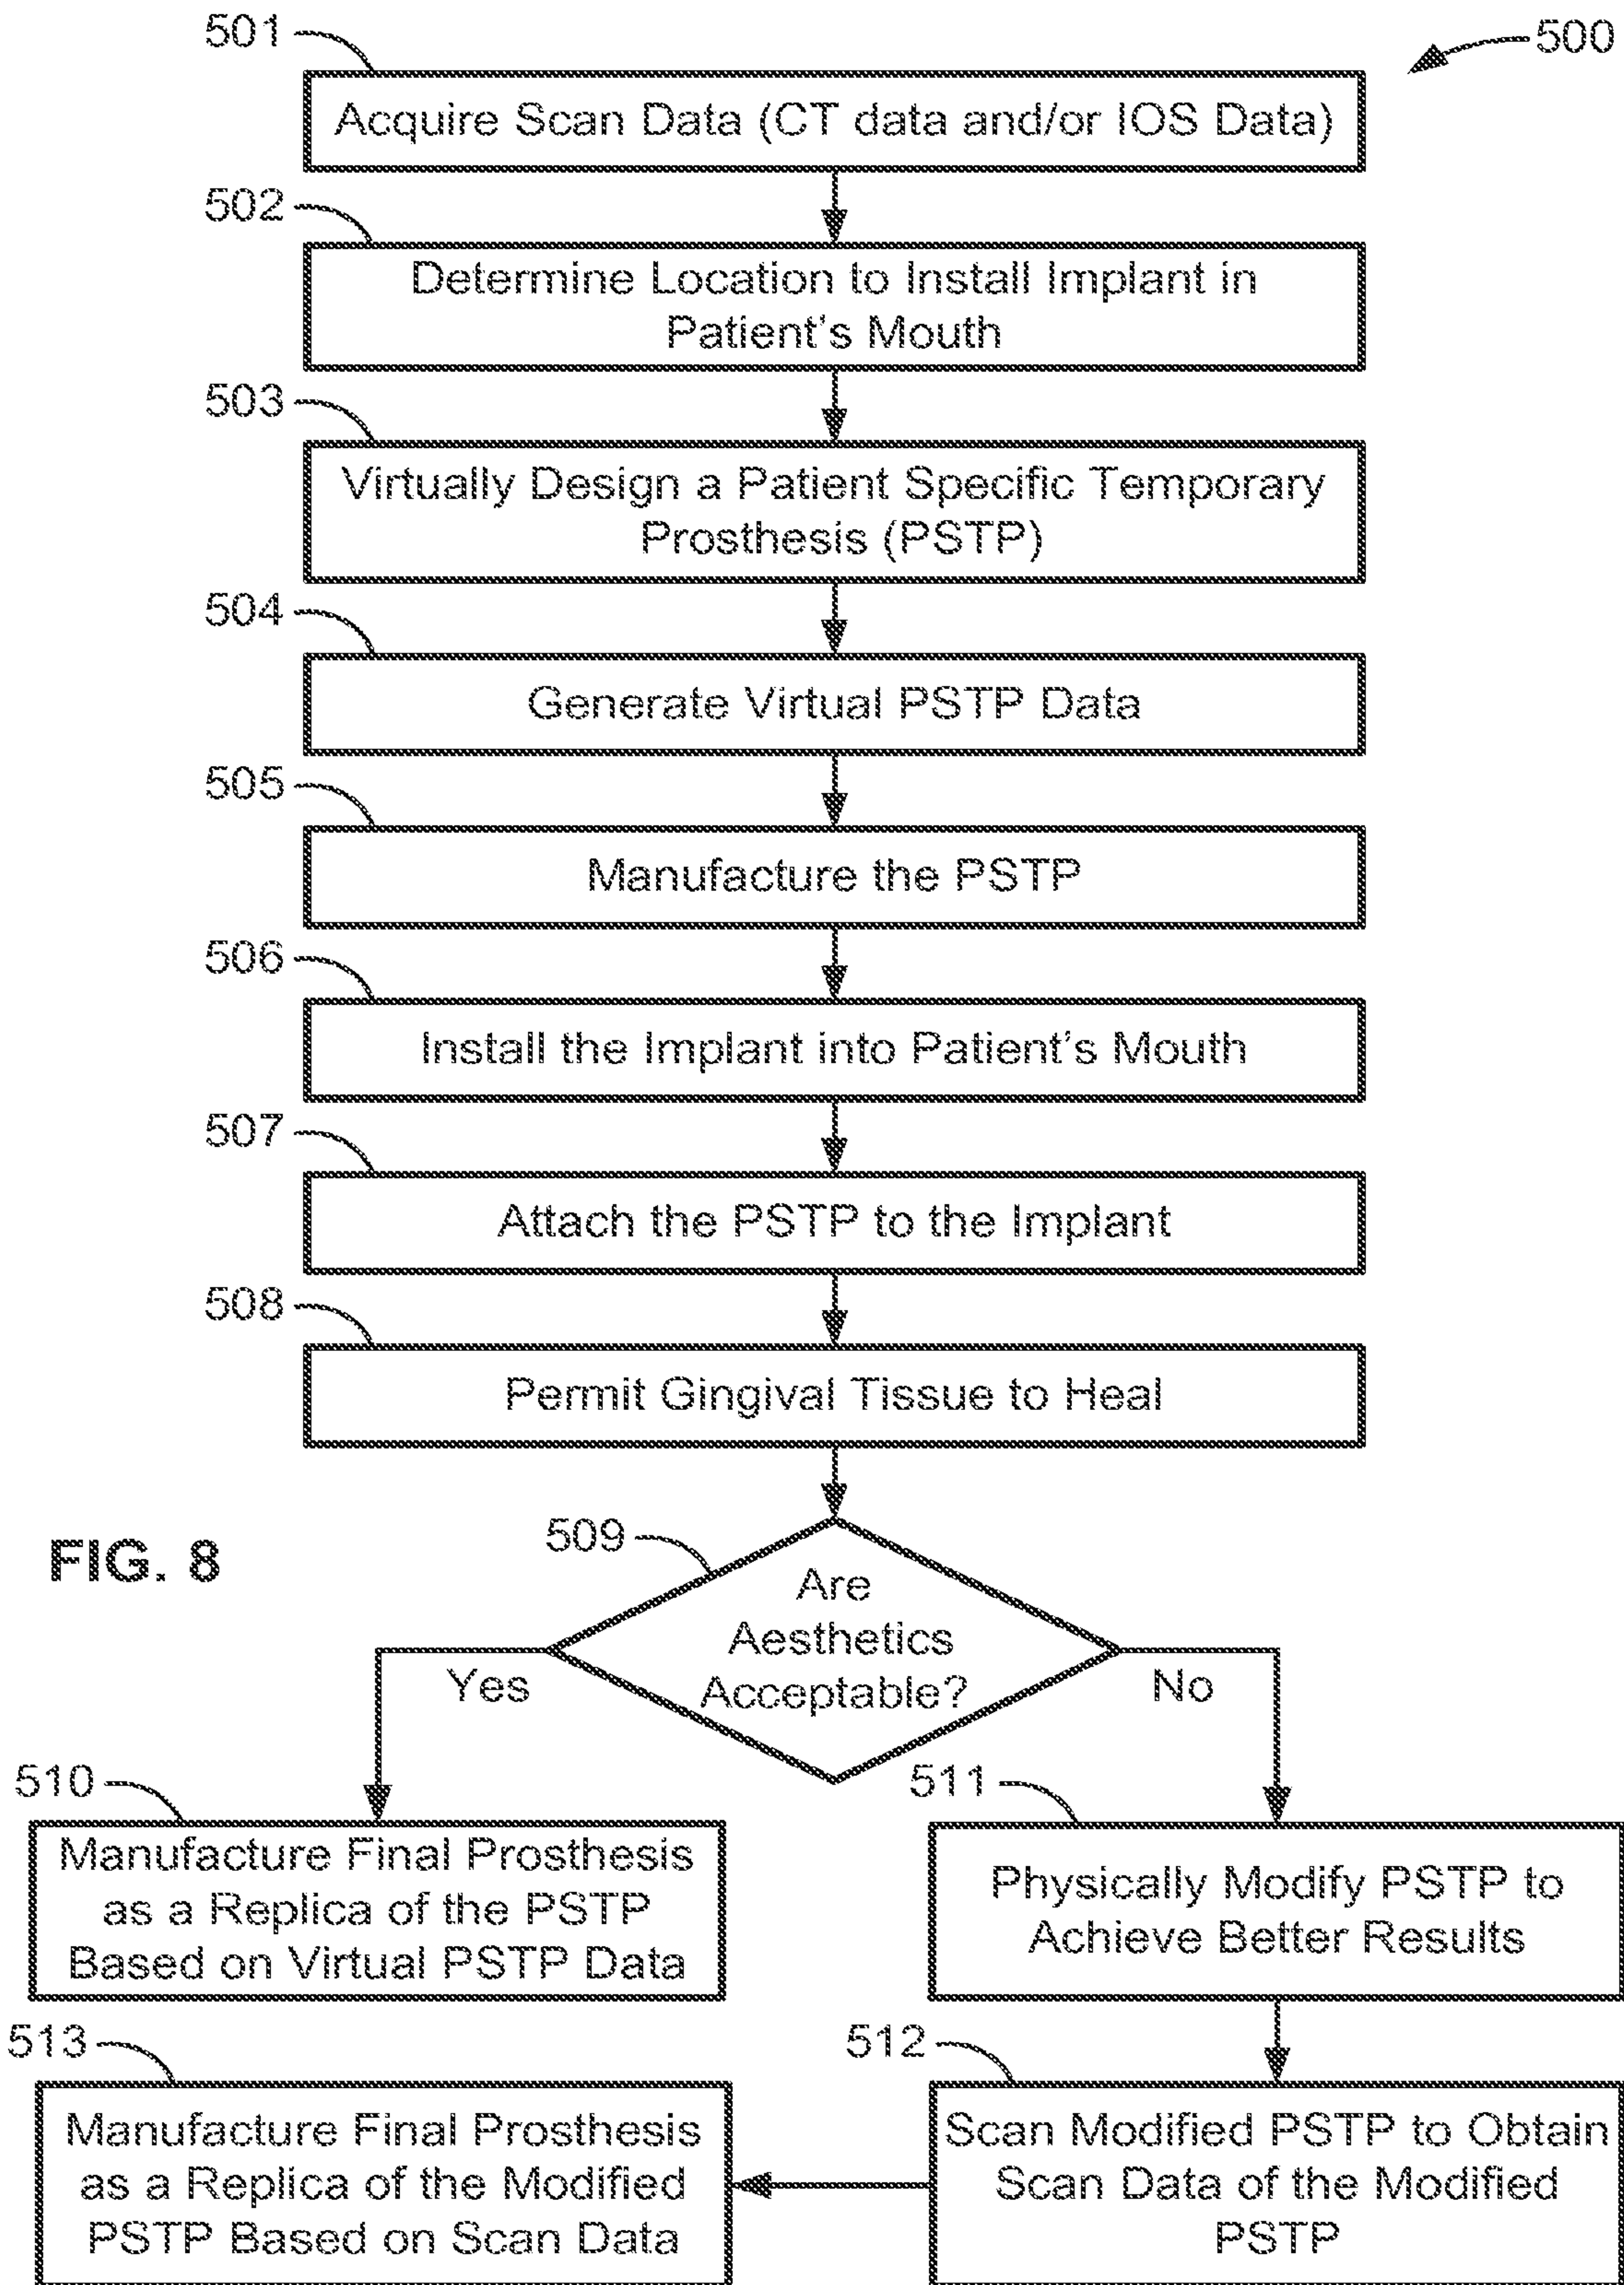 501
500
Acquire Scan Data (CT data and/or IOS Data)
502
Determine Location to Install Implant in
Patient's Mouth
503
Virtually Design a Patient Specific Temporary
Prosthesis (PSTP)
504
Generate Virtual PSTP Data
505
Manufacture the PSTP
506
Install the Implant into Patient's Mouth
507
Attach the PSTP to the Implant
508
Permit Gingival Tissue to Heal
FIG. 8
509
Are
Aesthetics
Acceptable?
Yes
No
510
Manufacture Final Prosthesis
as a Replica of the PSTP
Based on Virtual PSTP Data
511
Physically Modify PSTP to
Achieve Better Results
512
Scan Modified PSTP to Obtain
Scan Data of the Modified
PSTP
513
Manufacture Final Prosthesis
as a Replica of the Modified
PSTP Based on Scan Data